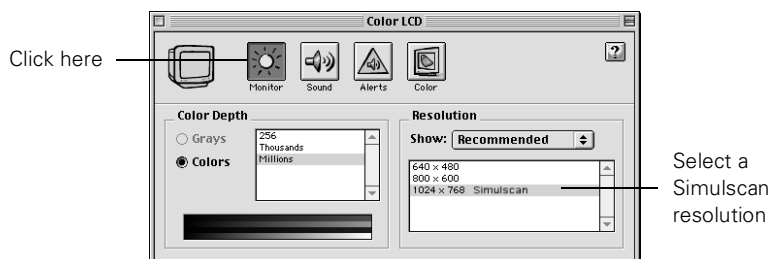 Color LCD
Click here
?
Monitor Sound Alerts Color
Color Depth
Grays
Colors
256
Thousands
Millions
Resolution
Show: Recommended
640 × 480
800 × 600
1024 × 768 Simulscan
Select a
Simulscan
resolution